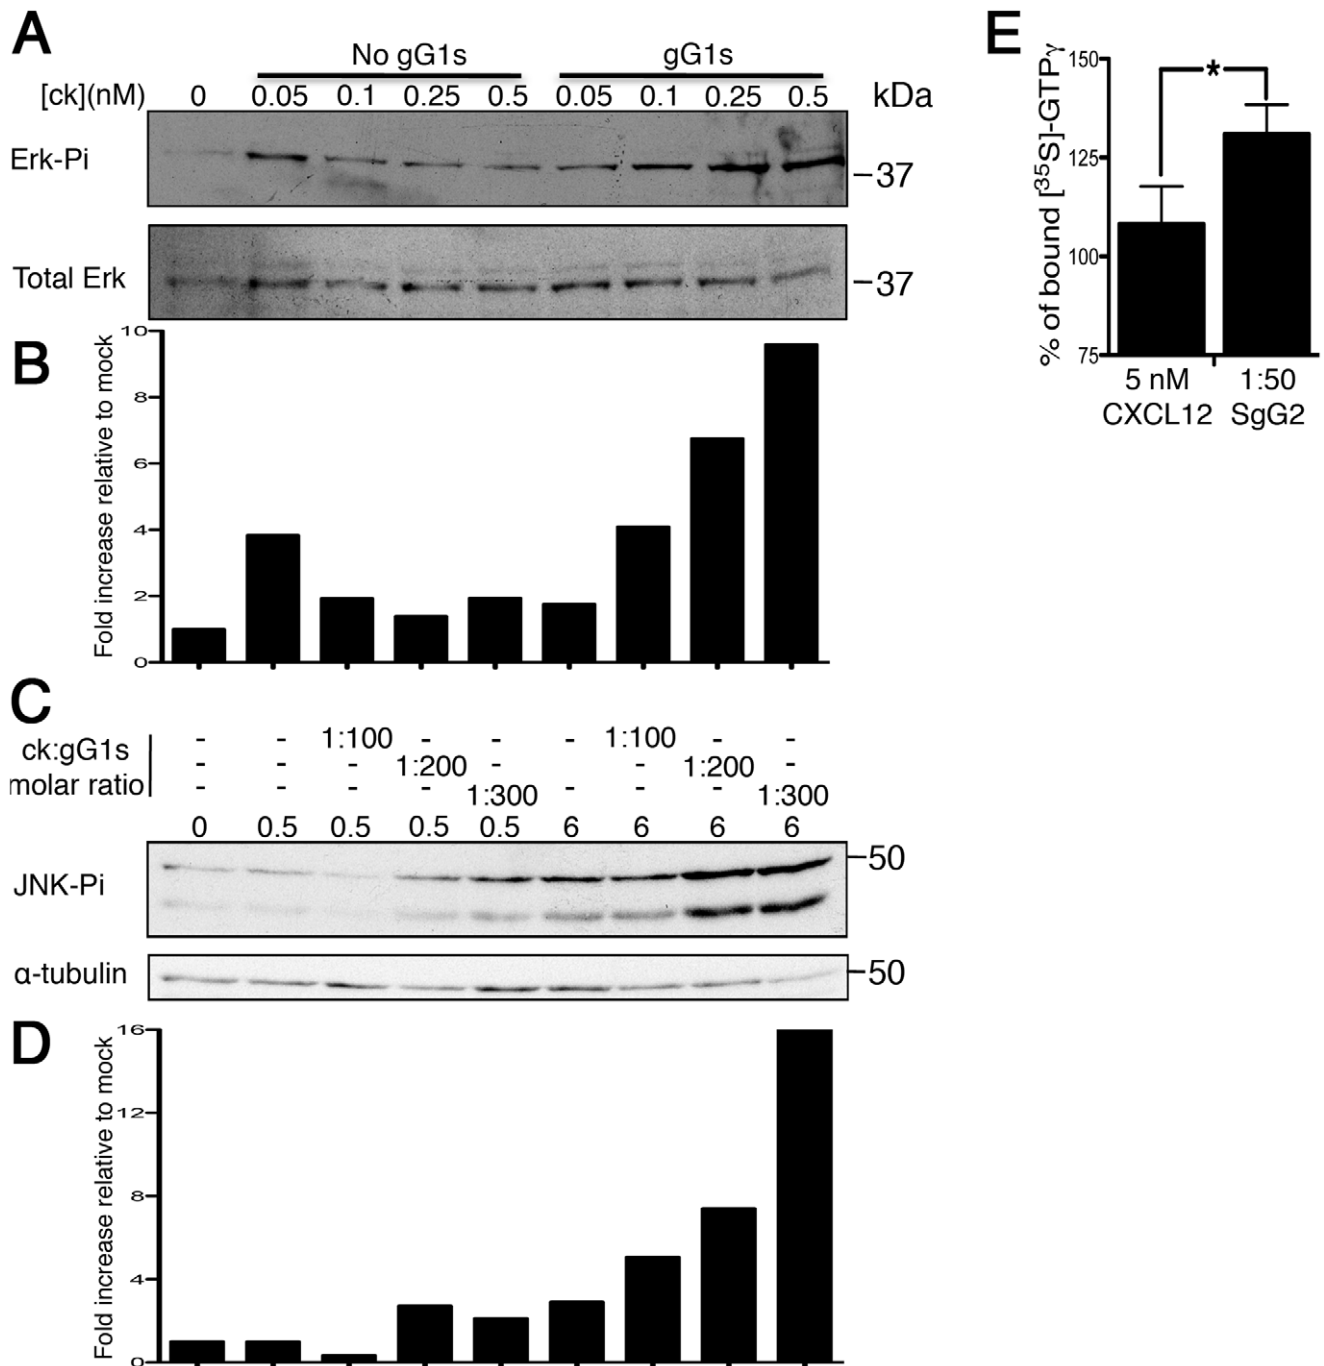 A
No gG1s gG1s
[ck](nM) 0 0.05 0.1 0.25 0.5 0.05 0.1 0.25 0.5 kDa
Erk-Pi
37
Total Erk
37
B
Fold increase relative to mock
10
8
6
4
2
0
C
ck:gG1s
molar ratio
- - 1:100 - - - 1:100 - -
- - - 1:200 - - - 1:200 -
- - - - 1:300 - - - 1:300
0 0.5 0.5 0.5 0.5 6 6 6 6
JNK-Pi
50
α-tubulin
50
D
Fold increase relative to mock
16
12
8
4
0
E
% of bound [³⁵S]-GTPγ
150
125
100
75
*
5 nM 1:50
CXCL12 SgG2